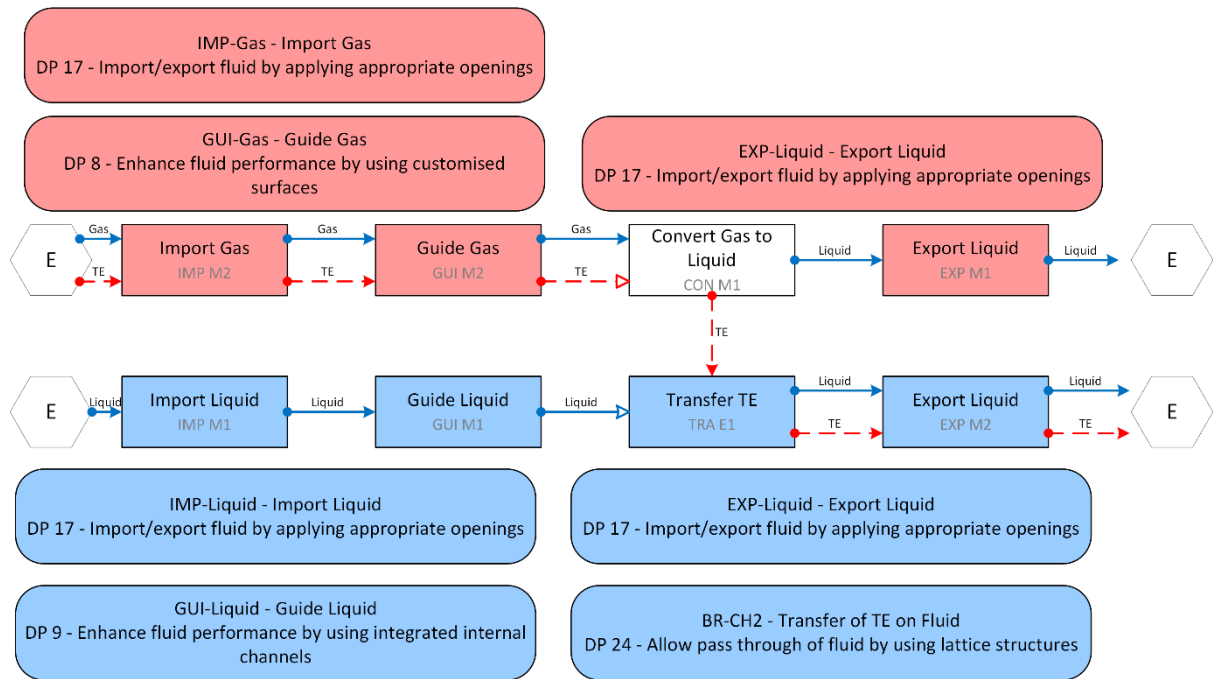 IMP-Gas - Import Gas
DP 17 - Import/export fluid by applying appropriate openings
GUI-Gas - Guide Gas
DP 8 - Enhance fluid performance by using customised
surfaces
EXP-Liquid - Export Liquid
DP 17 - Import/export fluid by applying appropriate openings
E
Gas
TE
Import Gas
IMP M2
Gas
TE
Guide Gas
GUI M2
Gas
TE
Convert Gas to
Liquid
CON M1
Liquid
Export Liquid
EXP M1
Liquid
E
TE
E
Liquid
Import Liquid
IMP M1
Liquid
Guide Liquid
GUI M1
Liquid
Transfer TE
TRA E1
Liquid
TE
Export Liquid
EXP M2
Liquid
TE
E
IMP-Liquid - Import Liquid
DP 17 - Import/export fluid by applying appropriate openings
EXP-Liquid - Export Liquid
DP 17 - Import/export fluid by applying appropriate openings
GUI-Liquid - Guide Liquid
DP 9 - Enhance fluid performance by using integrated internal
channels
BR-CH2 - Transfer of TE on Fluid
DP 24 - Allow pass through of fluid by using lattice structures